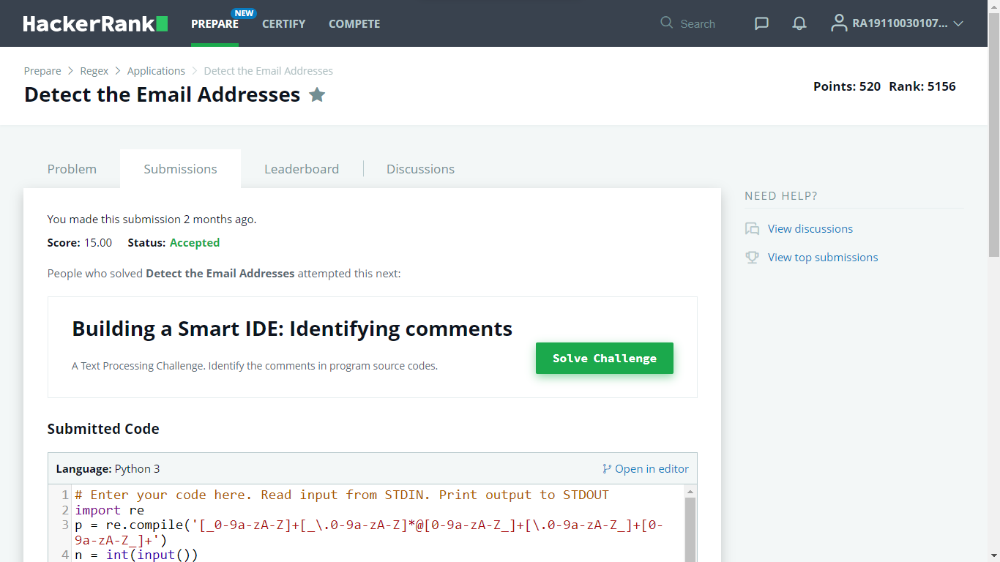 HackerRank
PREPARE
NEW
CERTIFY
COMPETE
Search
RA19110030107...
Prepare > Regex > Applications > Detect the Email Addresses
Detect the Email Addresses
Points: 520 Rank: 5156
Problem
Submissions
Leaderboard
Discussions
You made this submission 2 months ago.
Score: 15.00 Status: Accepted
People who solved Detect the Email Addresses attempted this next:
Building a Smart IDE: Identifying comments
A Text Processing Challenge. Identify the comments in program source codes.
Solve Challenge
Submitted Code
Language: Python 3
Open in editor
1 # Enter your code here. Read input from STDIN. Print output to STDOUT
2 import re
3 p = re.compile('[_0-9a-zA-Z]+[_\.0-9a-zA-Z]*@[0-9a-zA-Z_]+[\.0-9a-zA-Z_]+[0-
9a-zA-Z_]+')
4 n = int(input())
NEED HELP?
View discussions
View top submissions